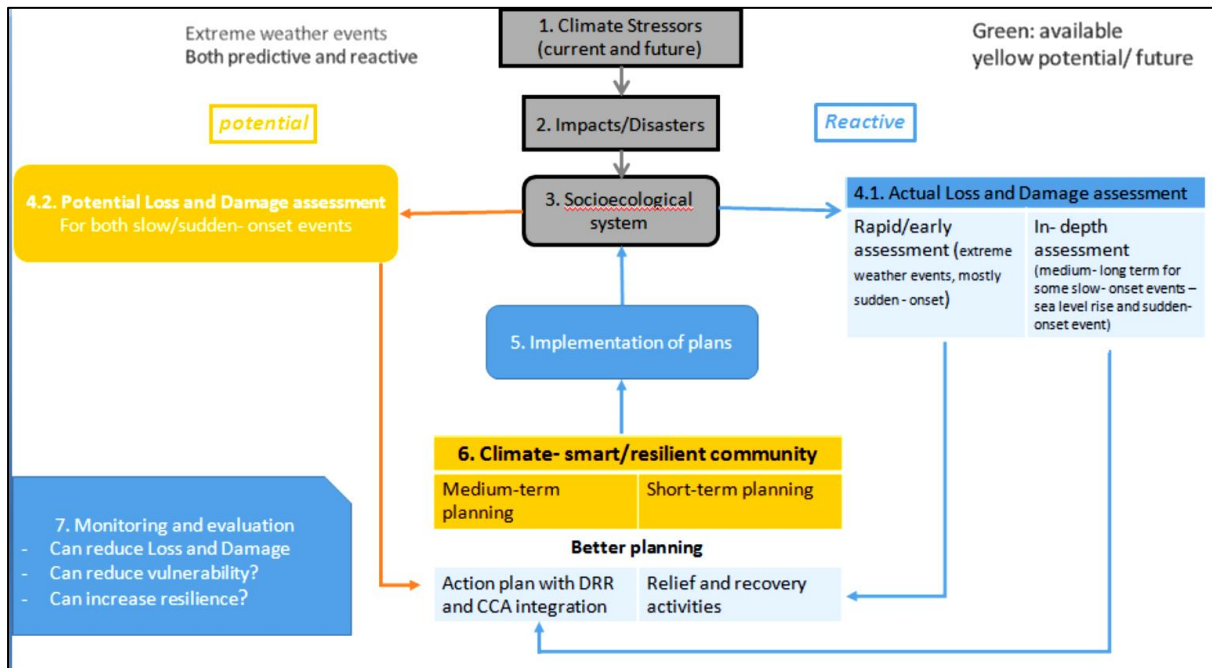 Extreme weather events
Both predictive and reactive
1. Climate Stressors
(current and future)
Green: available
yellow potential/ future
potential
2. Impacts/Disasters
Reactive
4.2. Potential Loss and Damage assessment
For both slow/sudden- onset events
3. Socioecological
system
4.1. Actual Loss and Damage assessment
Rapid/early
assessment (extreme
weather events, mostly
sudden - onset)
In- depth
assessment
(medium- long term for
some slow- onset events –
sea level rise and sudden-
onset event)
5. Implementation of plans
6. Climate- smart/resilient community
Medium-term
planning
Short-term planning
Better planning
Action plan with DRR
and CCA integration
Relief and recovery
activities
7. Monitoring and evaluation
- Can reduce Loss and Damage
- Can reduce vulnerability?
- Can increase resilience?